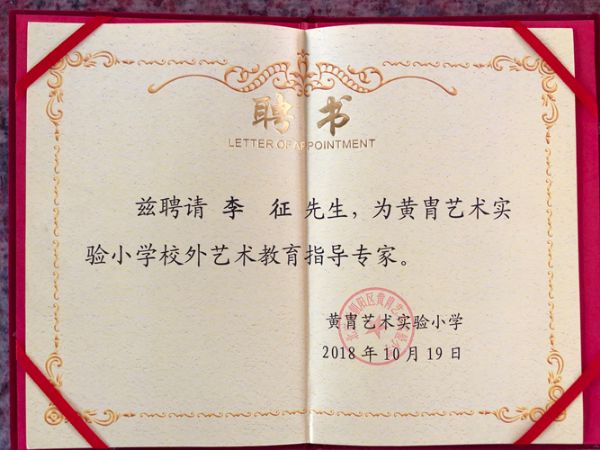 聘书
LETTER OF APPOINTMENT
兹聘请 李 征 先生，为黄胄艺术实
验小学校外艺术教育指导专家。
黄胄艺术实验小学
2018 年 10 月 19 日